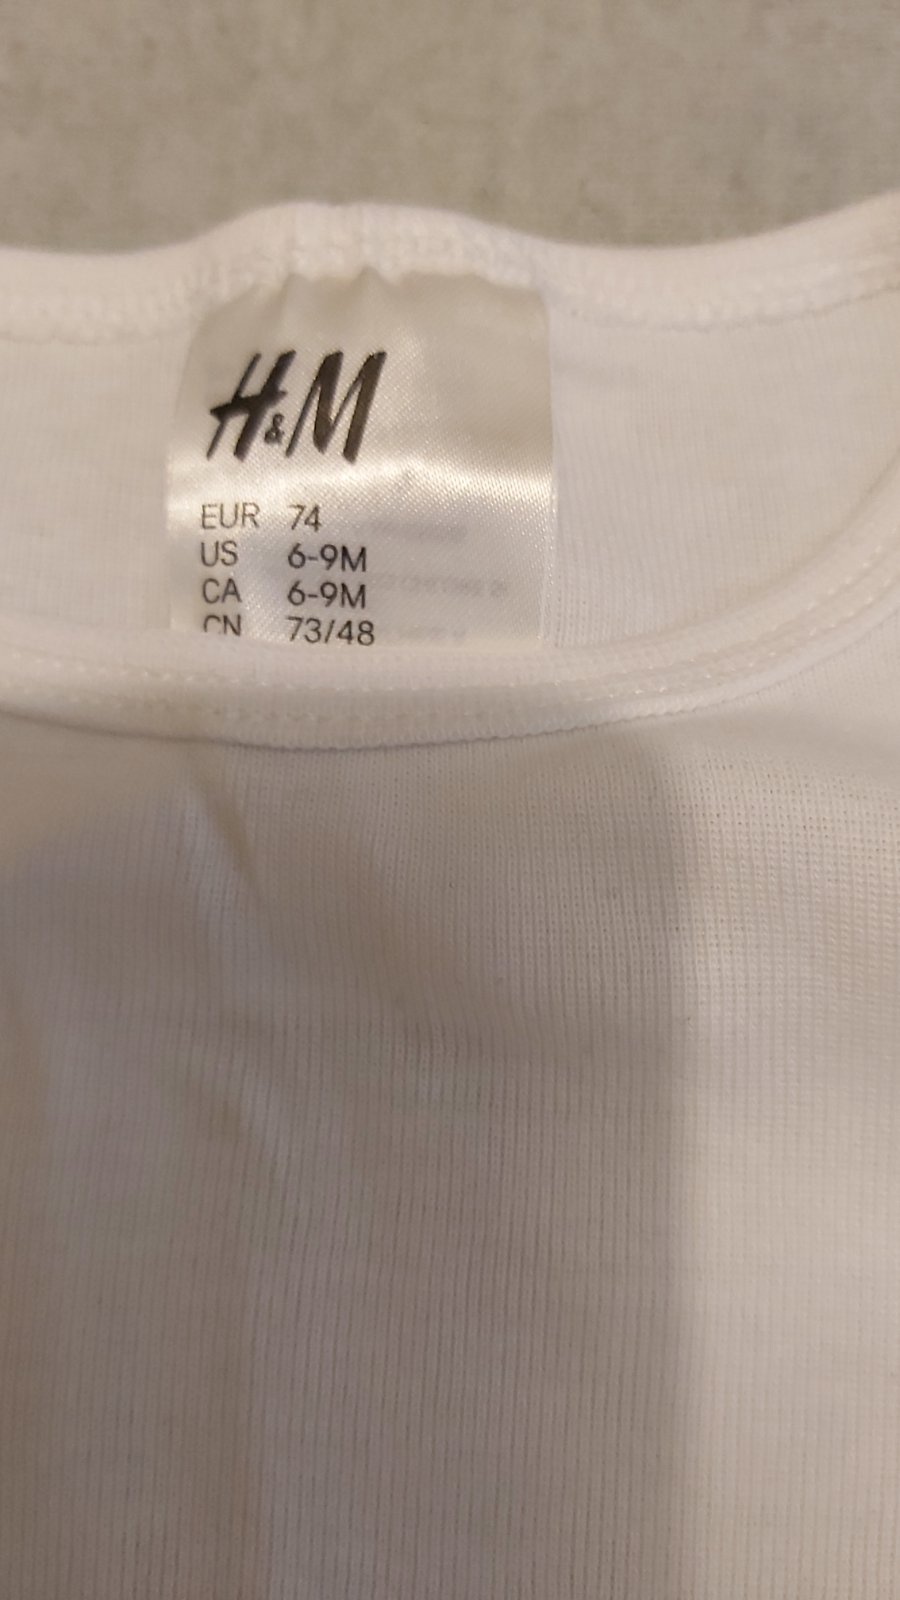 H&M
EUR 74
US 6-9M
CA 6-9M
CN 73/48